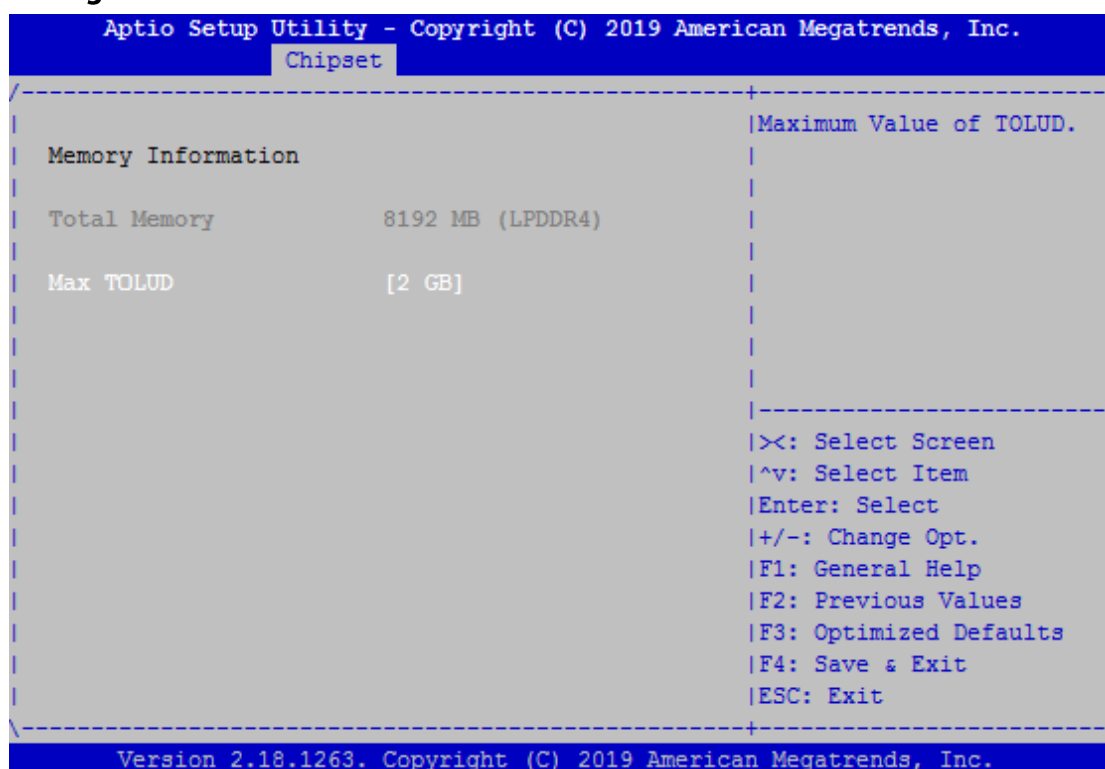 Aptio Setup Utility - Copyright (C) 2019 American Megatrends, Inc.
Chipset
/----------------------------------------------------+-------------------------
| |Maximum Value of TOLUD.
| Memory Information |
| |
| Total Memory 8192 MB (LPDDR4) |
| |
| Max TOLUD [2 GB] |
| |
| |
| |
| |-------------------------
| |><: Select Screen
| |^v: Select Item
| |Enter: Select
| |+/-: Change Opt.
| |F1: General Help
| |F2: Previous Values
| |F3: Optimized Defaults
| |F4: Save & Exit
| |ESC: Exit
\----------------------------------------------------+-------------------------
Version 2.18.1263. Copyright (C) 2019 American Megatrends, Inc.